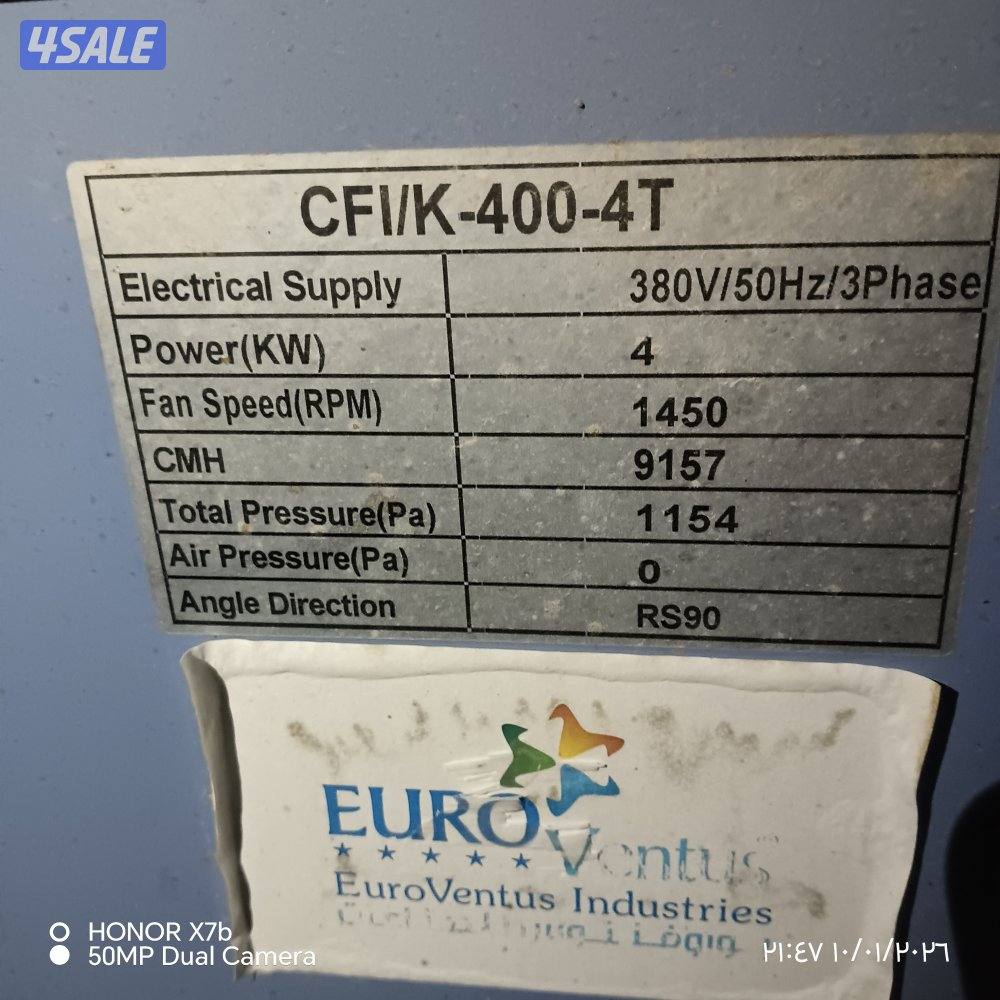 4SALE
CFI/K-400-4T
Electrical Supply 380V/50Hz/3Phase
Power(KW) 4
Fan Speed(RPM) 1450
CMH 9157
Total Pressure(Pa) 1154
Air Pressure(Pa) 0
Angle Direction RS90
EURO Ventus
EuroVentus Industries
HONOR X7b
50MP Dual Camera
٢١:٤٧ ١٠/٠١/٢٠٢٦